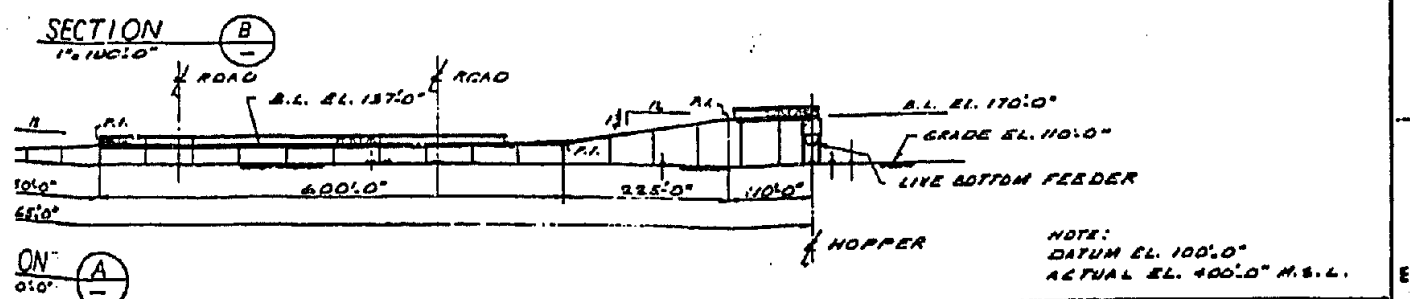 SECTION B
1"=100'-0"
℄ ROAD
℄ ROAD
B.L. EL. 137'-0"
P.I.
P.I.
P.I.
B.L. EL. 170'-0"
GRADE EL. 110'-0"
LIVE BOTTOM FEEDER
600'-0"
225'-0"
110'-0"
℄ HOPPER
NOTE:
DATUM EL. 100'-0"
ACTUAL EL. 400'-0" M.S.L.
E
ON A